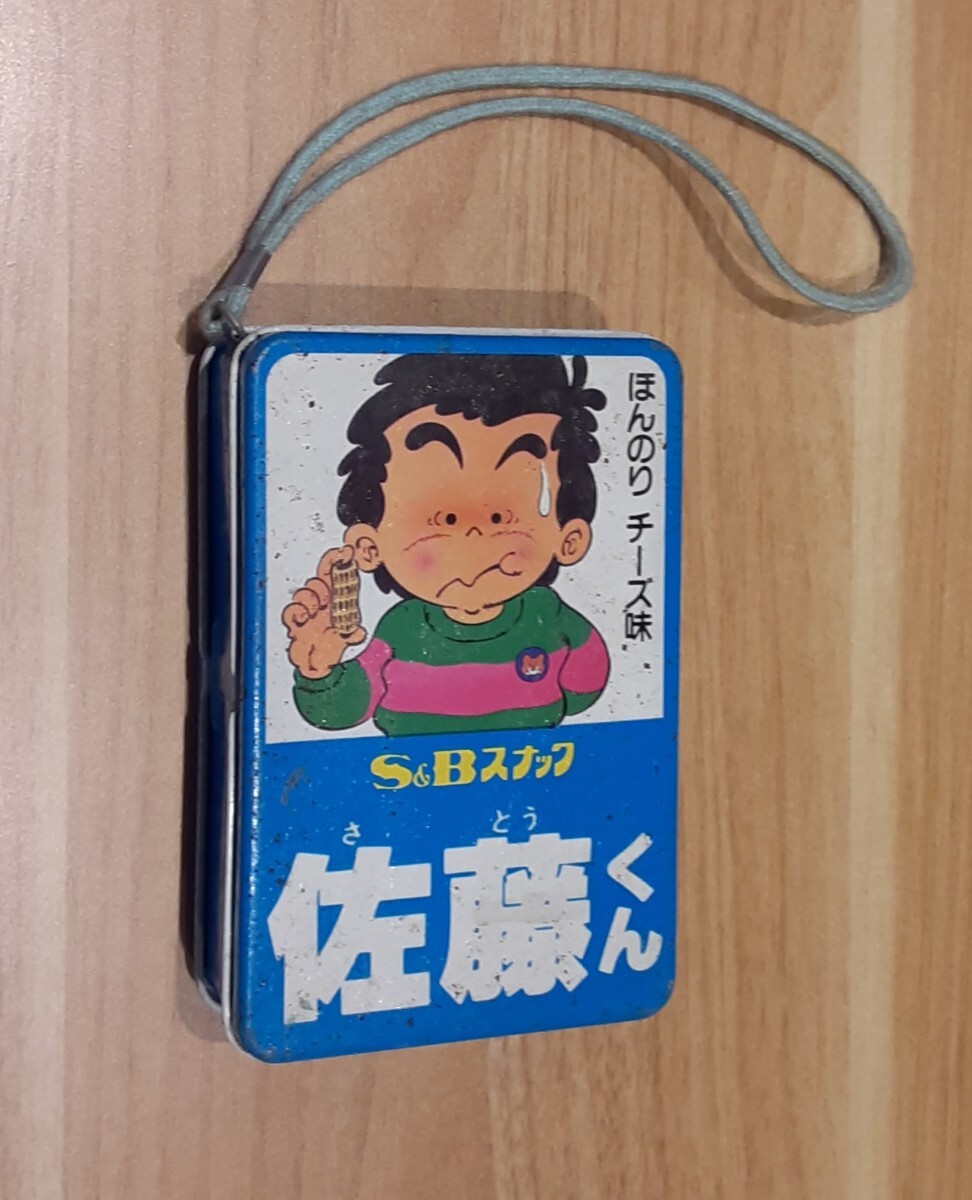 ほんのり チーズ味
S&Bスナック
さとう
佐藤くん